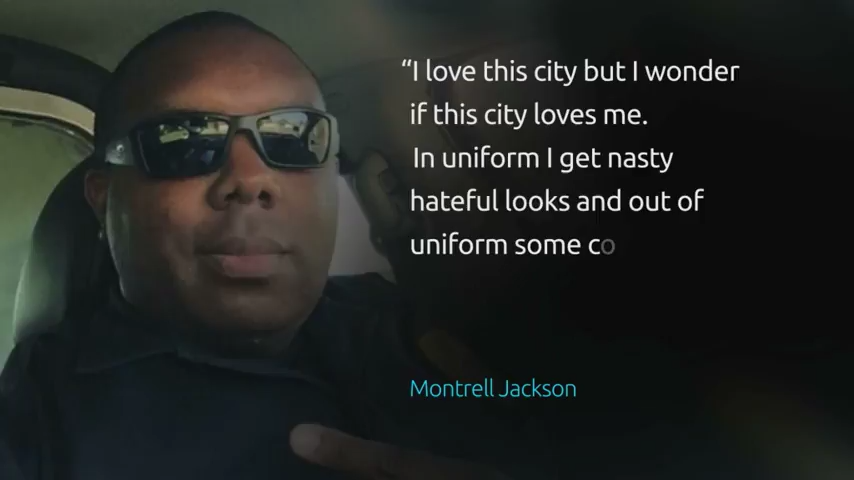 “I love this city but I wonder
if this city loves me.
In uniform I get nasty
hateful looks and out of
uniform some co
Montrell Jackson